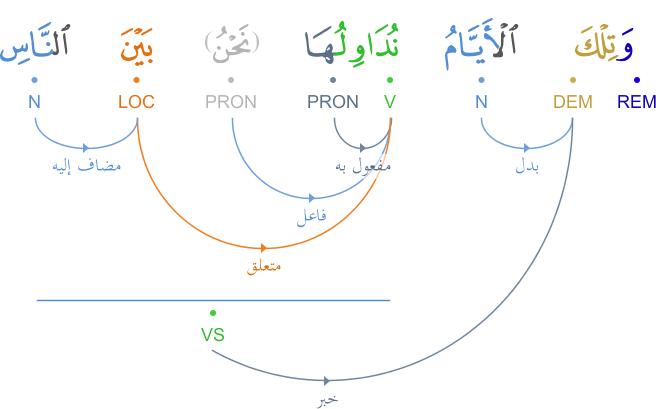 وَتِلْكَ ٱلْأَيَّامُ نُدَاوِلُهَا (نَحْنُ) بَيْنَ ٱلنَّاسِ
REM DEM N V PRON PRON LOC N
بدل مفعول به مضاف إليه
فاعل
متعلق
VS
خبر